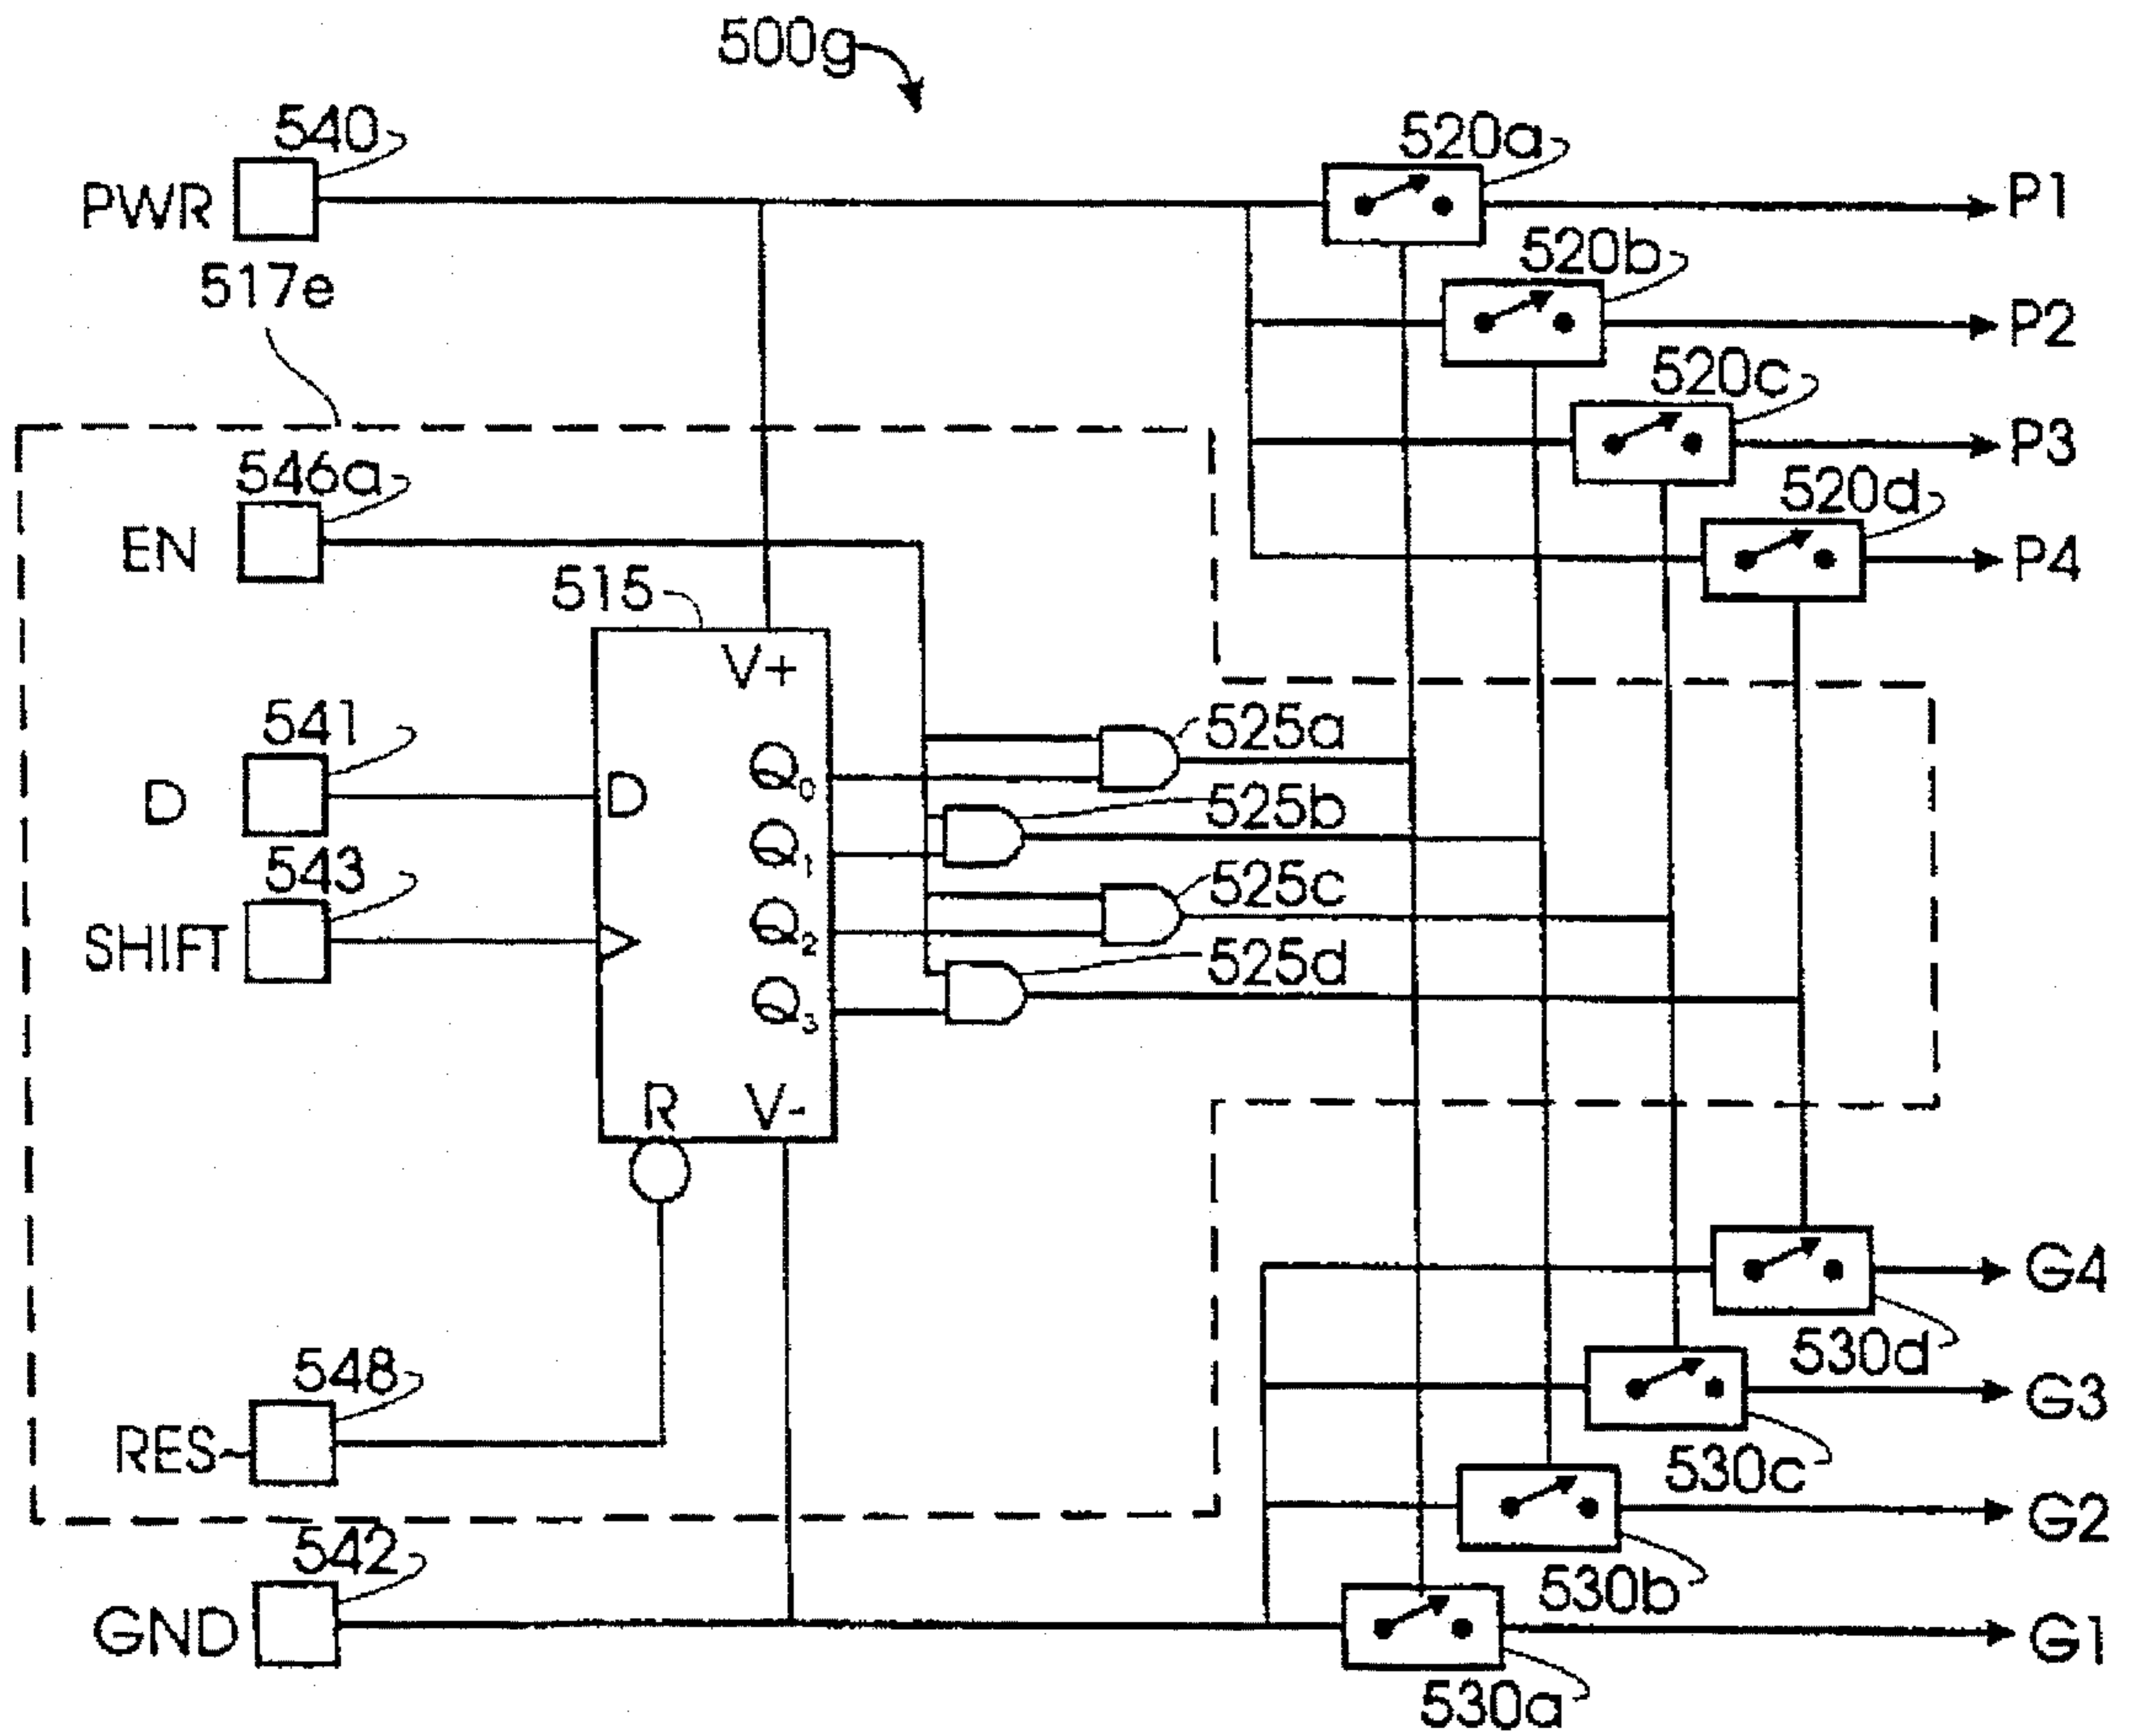 500g
540
520a
PWR
P1
520b
517e
P2
520c
P3
546a
520d
EN
P4
515
V+
541
525a
D
D
Q0
525b
Q1
543
525c
SHIFT
Q2
525d
Q3
R
V-
G4
530d
548
G3
RES-
530c
G2
542
530b
GND
G1
530a